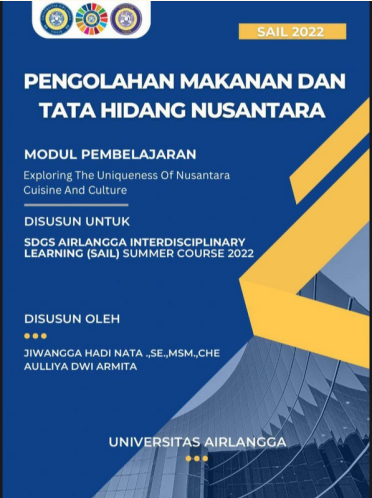 SAIL 2022
PENGOLAHAN MAKANAN DAN
TATA HIDANG NUSANTARA
MODUL PEMBELAJARAN
Exploring The Uniqueness Of Nusantara
Cuisine And Culture
DISUSUN UNTUK
SDGS AIRLANGGA INTERDISCIPLINARY
LEARNING (SAIL) SUMMER COURSE 2022
DISUSUN OLEH
JIWANGGA HADI NATA .,SE.,MSM.,CHE
AULLIYA DWI ARMITA
UNIVERSITAS AIRLANGGA